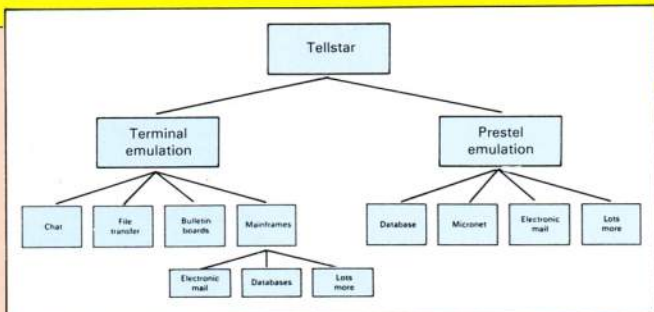 Tellstar
Terminal
emulation
Prestel
emulation
Chat
File
transfer
Bulletin
boards
Mainframes
Database
Micronet
Electronic
mail
Lots
more
Electronic
mail
Databases
Lots
more